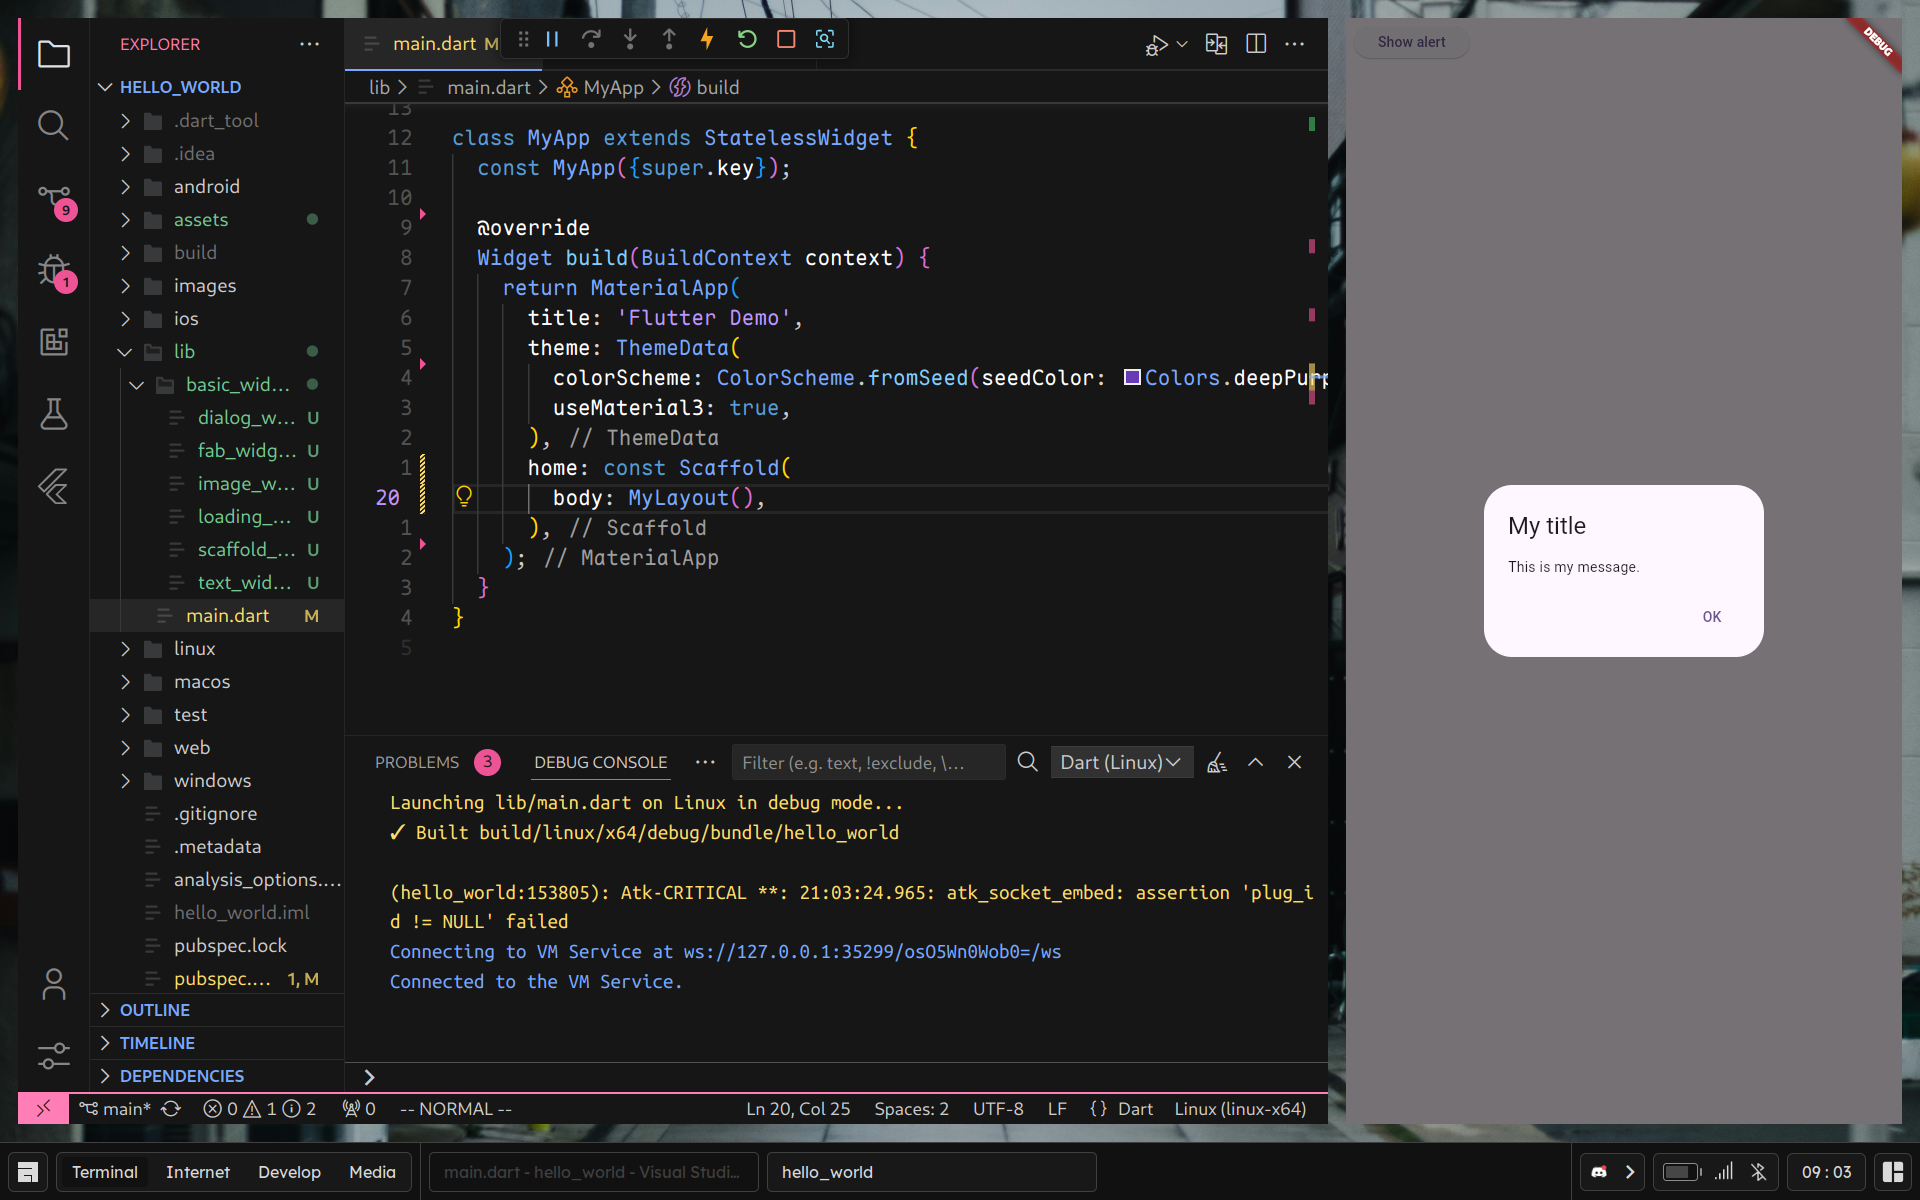 EXPLORER
HELLO_WORLD
.dart_tool
.idea
android
assets
build
images
ios
lib
basic_wid...
dialog_w... U
fab_widg... U
image_w... U
loading_... U
scaffold_... U
text_wid... U
main.dart M
linux
macos
test
web
windows
.gitignore
.metadata
analysis_options....
hello_world.iml
pubspec.lock
pubspec.... 1, M
OUTLINE
TIMELINE
DEPENDENCIES
9
1
main.dart M
lib > main.dart > MyApp > build
13
12 class MyApp extends StatelessWidget {
11 const MyApp({super.key});
10
9 @override
8 Widget build(BuildContext context) {
7 return MaterialApp(
6 title: 'Flutter Demo',
5 theme: ThemeData(
4 colorScheme: ColorScheme.fromSeed(seedColor: Colors.deepPurp
3 useMaterial3: true,
2 ), // ThemeData
1 home: const Scaffold(
20 body: MyLayout(),
1 ), // Scaffold
2 ); // MaterialApp
3 }
4 }
5
PROBLEMS 3 DEBUG CONSOLE Filter (e.g. text, !exclude, \... Dart (Linux)
Launching lib/main.dart on Linux in debug mode...
✓ Built build/linux/x64/debug/bundle/hello_world
(hello_world:153805): Atk-CRITICAL **: 21:03:24.965: atk_socket_embed: assertion 'plug_i
d != NULL' failed
Connecting to VM Service at ws://127.0.0.1:35299/osO5Wn0Wob0=/ws
Connected to the VM Service.
main* 0 1 2 0 -- NORMAL -- Ln 20, Col 25 Spaces: 2 UTF-8 LF {} Dart Linux (linux-x64)
Show alert
DEBUG
My title
This is my message.
OK
Terminal Internet Develop Media main.dart - hello_world - Visual Studi... hello_world 09:03